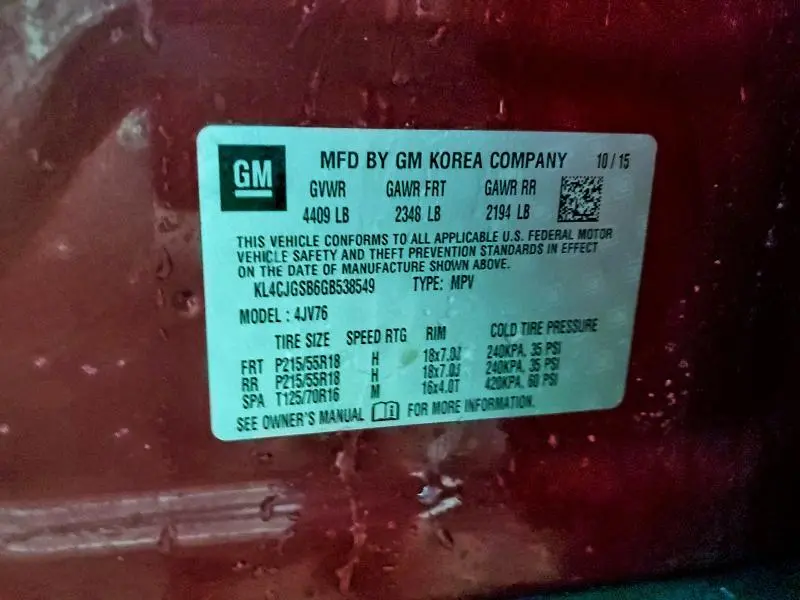 GM
MFD BY GM KOREA COMPANY 10 / 15
GVWR GAWR FRT GAWR RR
4409 LB 2348 LB 2194 LB
THIS VEHICLE CONFORMS TO ALL APPLICABLE U.S. FEDERAL MOTOR
VEHICLE SAFETY AND THEFT PREVENTION STANDARDS IN EFFECT
ON THE DATE OF MANUFACTURE SHOWN ABOVE.
KL4CJGSB6GB538549 TYPE: MPV
MODEL : 4JV76
TIRE SIZE SPEED RTG RIM COLD TIRE PRESSURE
FRT P215/55R18 H 18x7.0J 240KPA, 35 PSI
RR P215/55R18 H 18x7.0J 240KPA, 35 PSI
SPA T125/70R16 M 16x4.0T 420KPA, 60 PSI
SEE OWNER'S MANUAL FOR MORE INFORMATION.